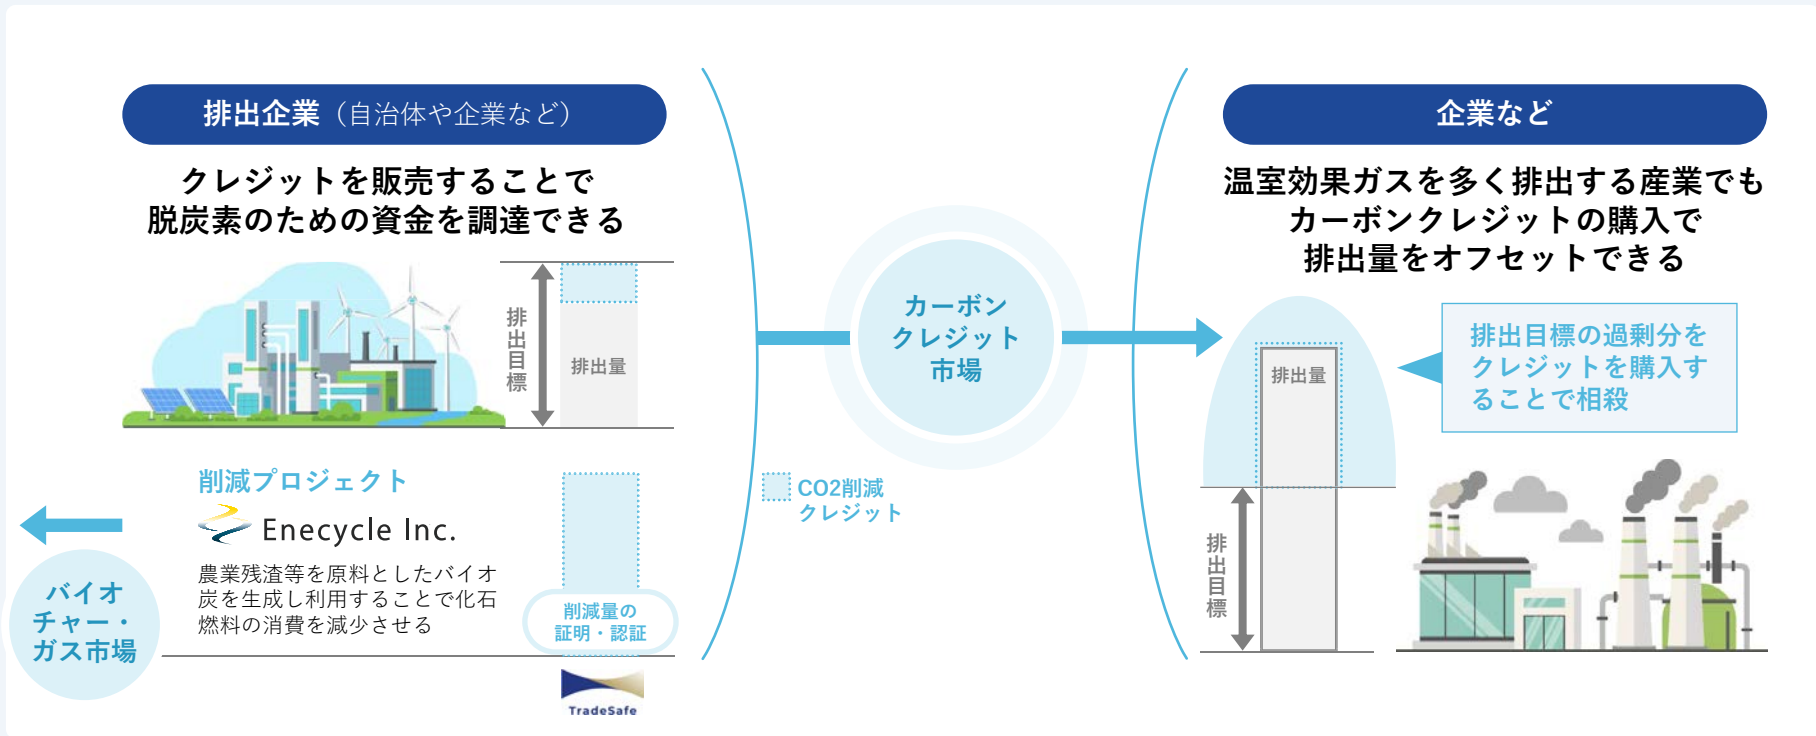 排出企業（自治体や企業など）
クレジットを販売することで
脱炭素のための資金を調達できる
排出目標
排出量
削減プロジェクト
Enecycle Inc.
農業残渣等を原料としたバイオ
炭を生成し利用することで化石
燃料の消費を減少させる
削減量の
証明・認証
TradeSafe
バイオ
チャー・
ガス市場
カーボン
クレジット
市場
CO2削減
クレジット
企業など
温室効果ガスを多く排出する産業でも
カーボンクレジットの購入で
排出量をオフセットできる
排出量
排出目標
排出目標の過剰分を
クレジットを購入す
ることで相殺